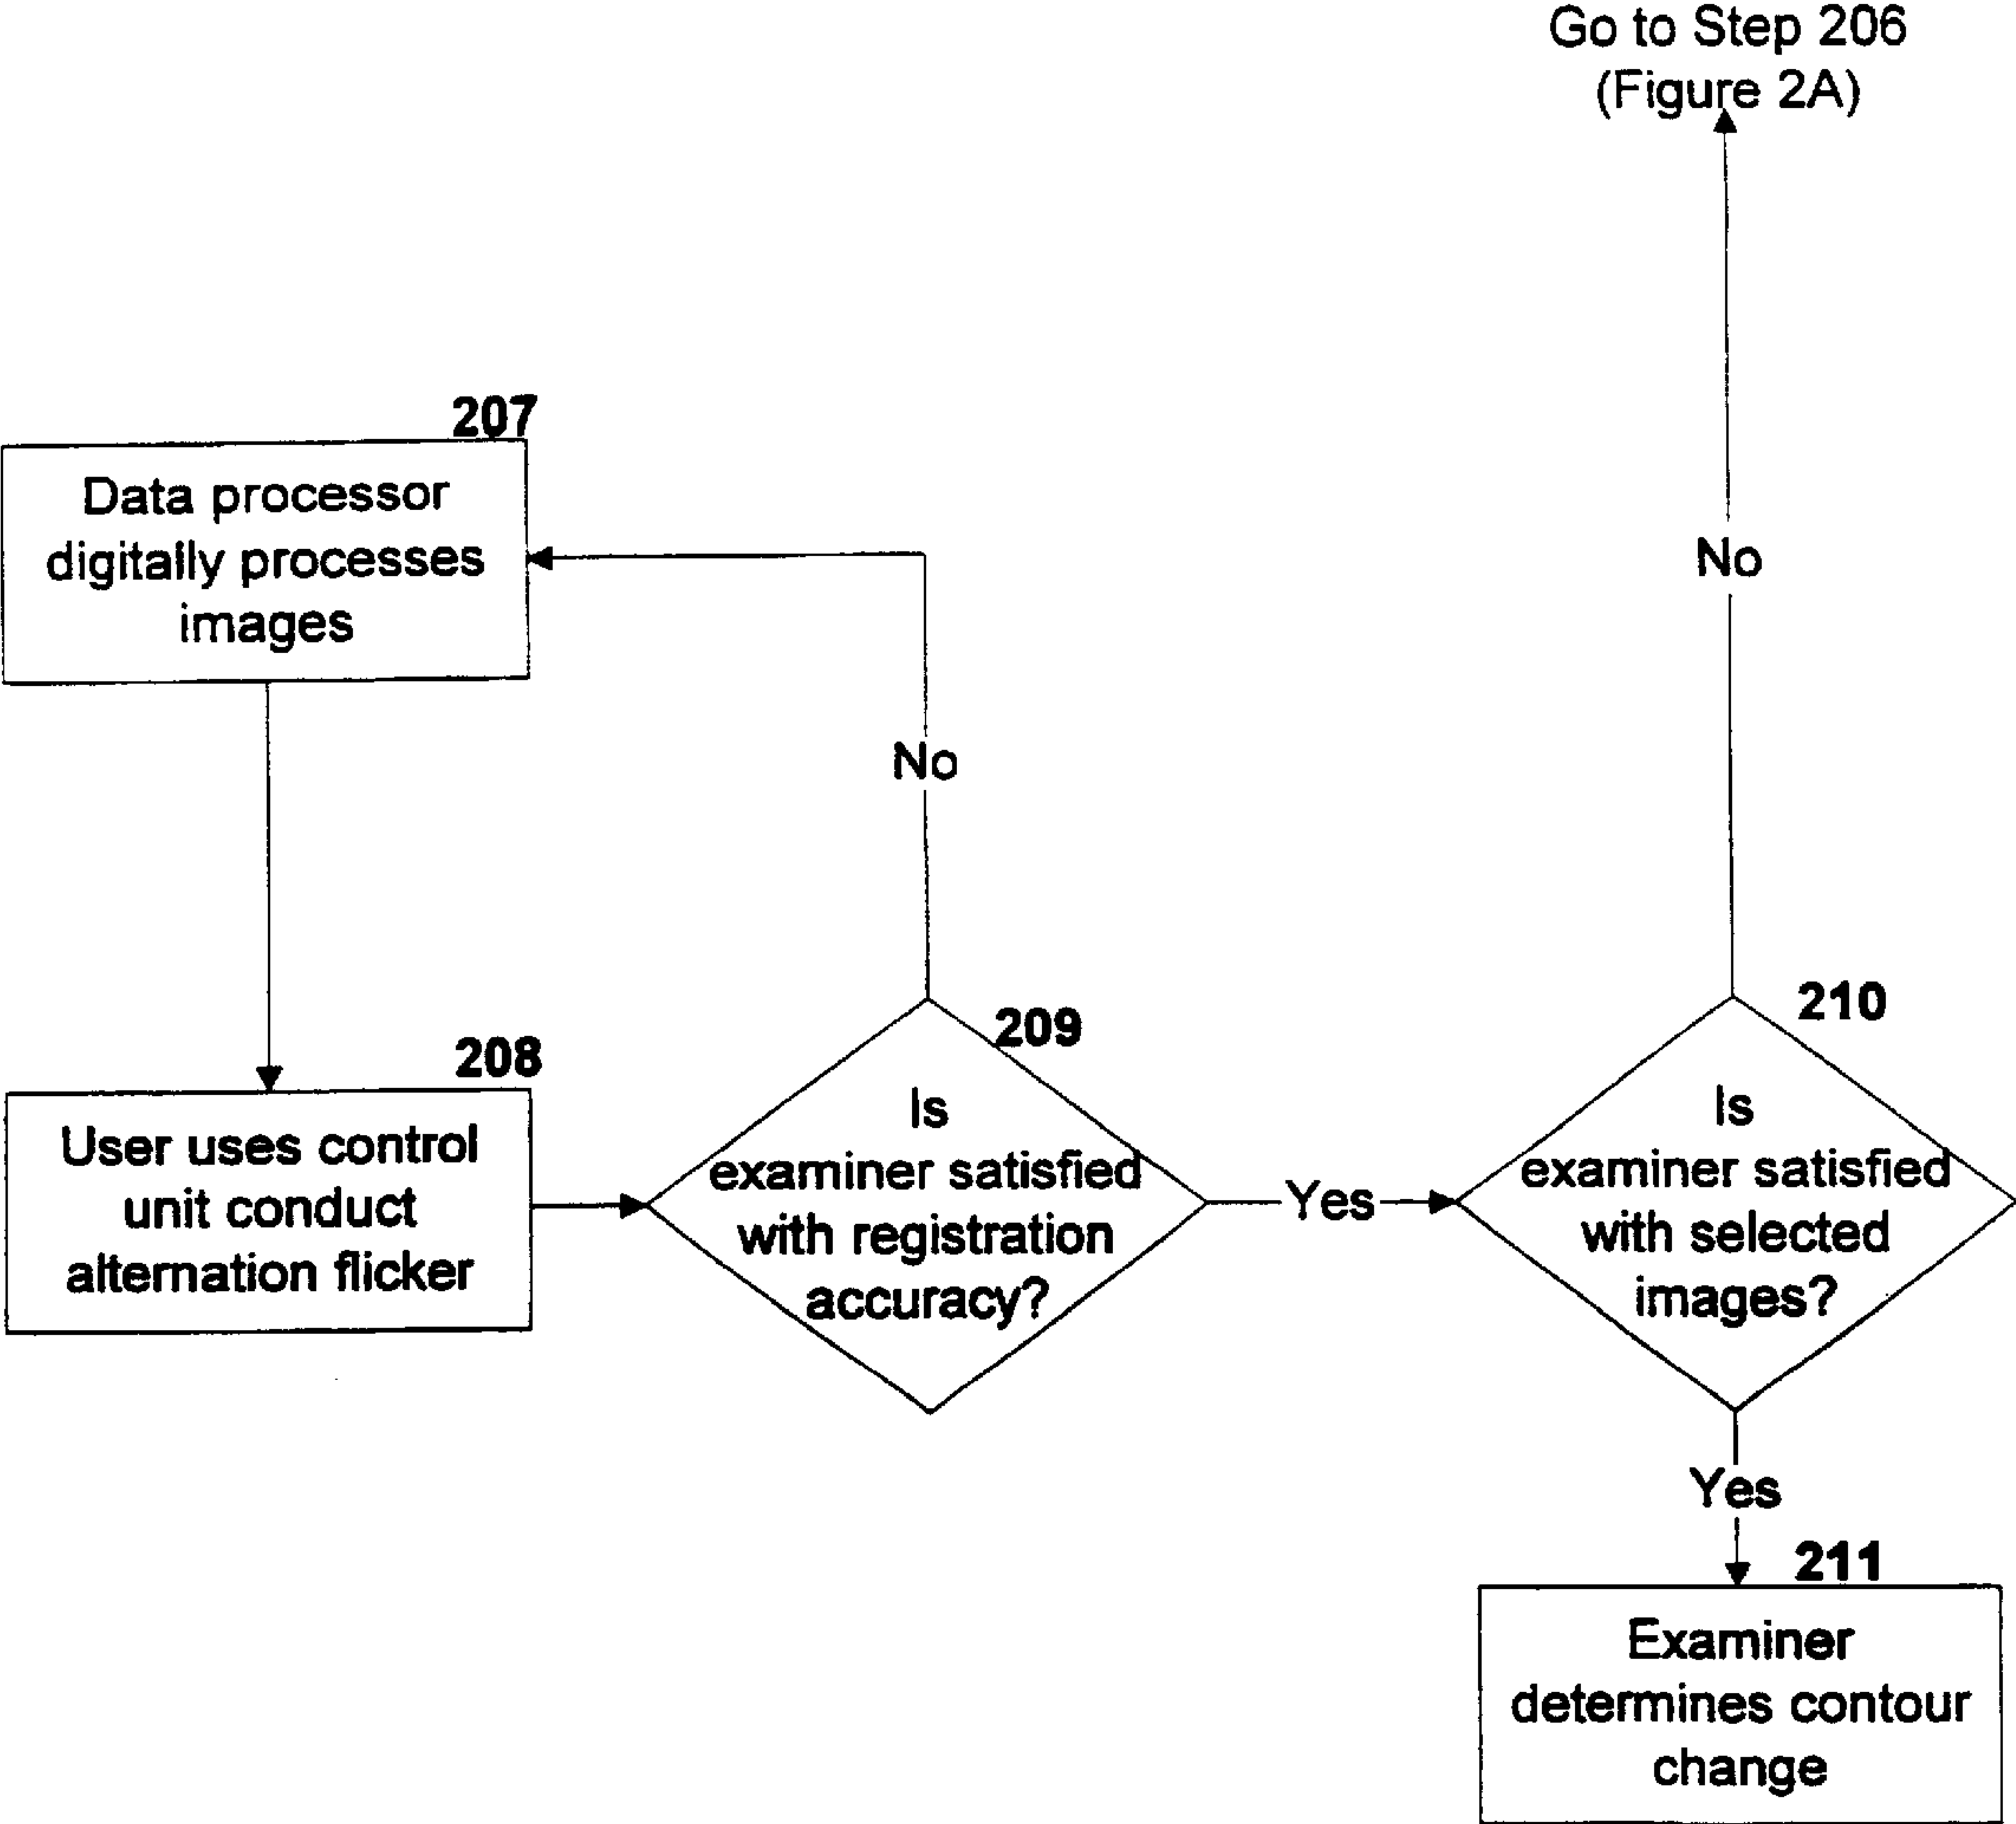 Go to Step 206
(Figure 2A)
No
207
Data processor
digitally processes
images
No
208
User uses control
unit conduct
alternation flicker
209
Is
examiner satisfied
with registration
accuracy?
Yes
210
Is
examiner satisfied
with selected
images?
Yes
211
Examiner
determines contour
change